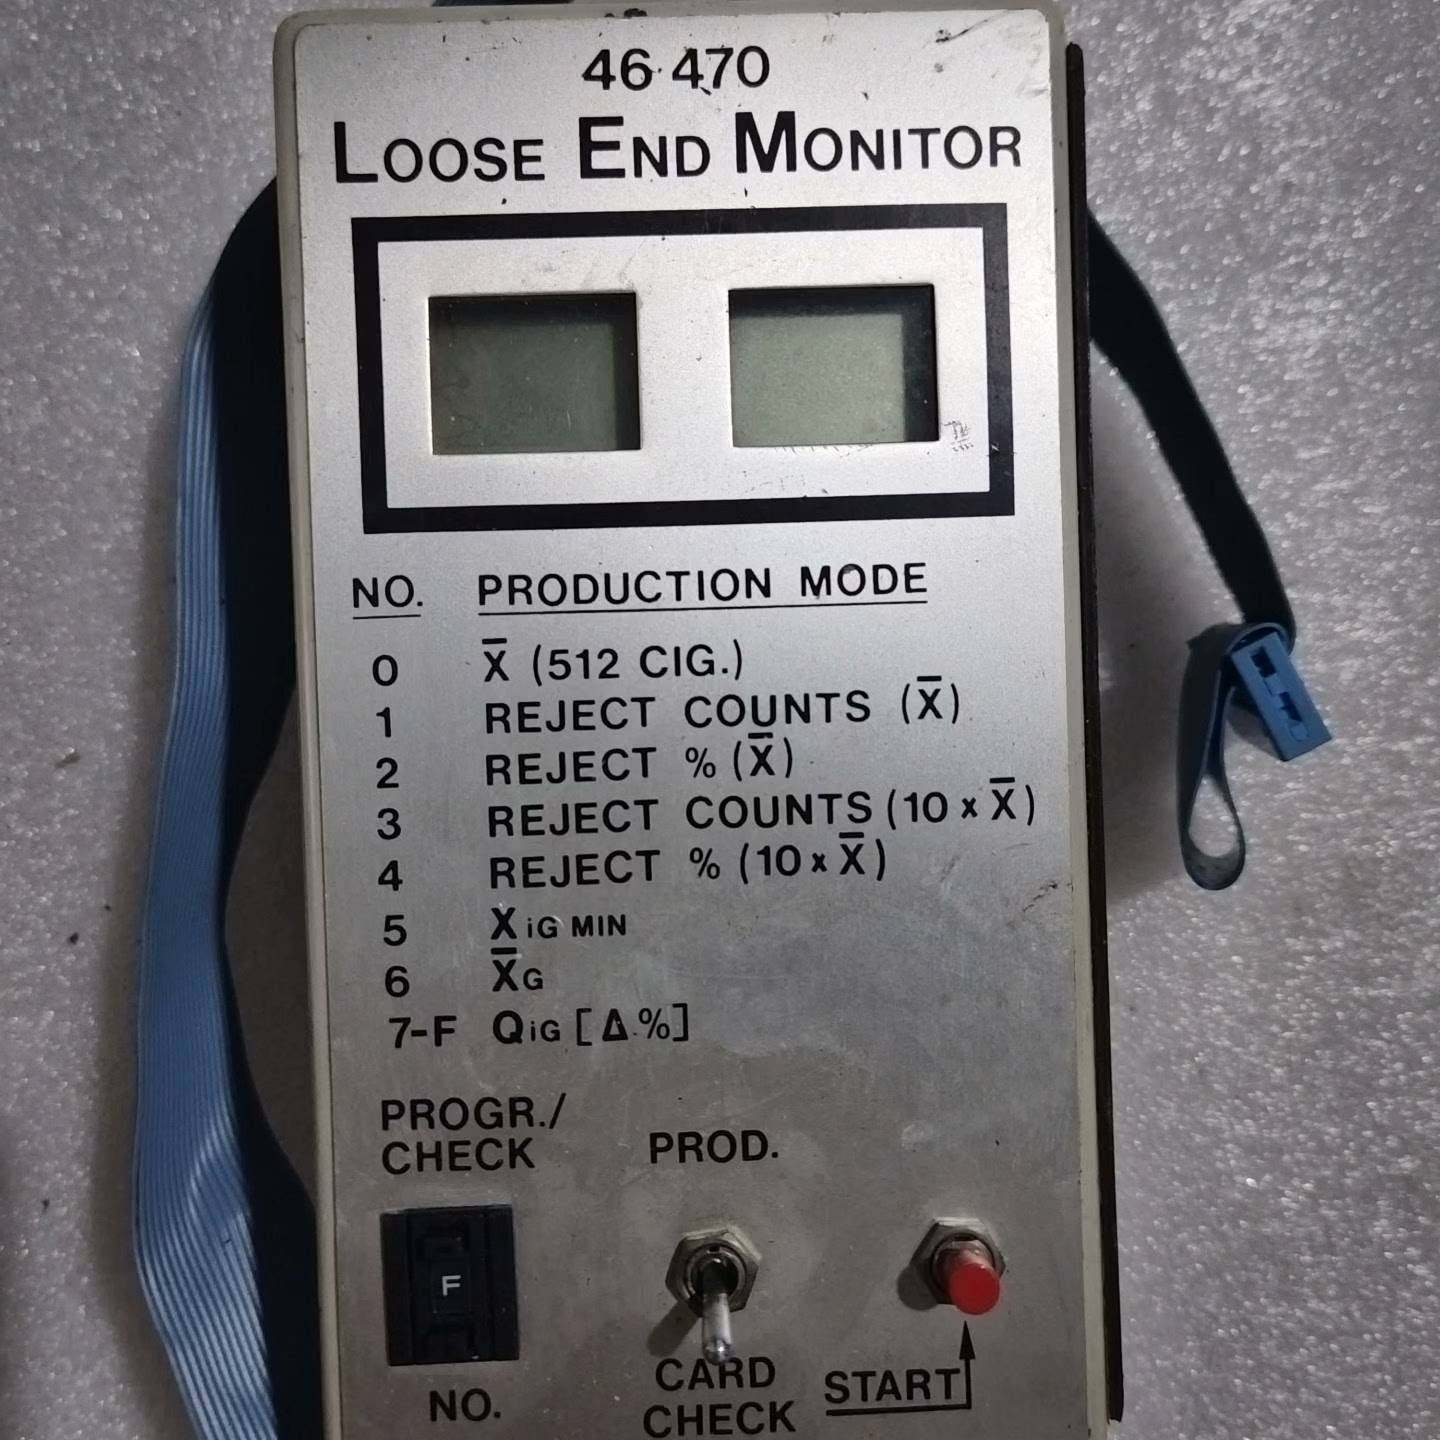 46·470
LOOSE END MONITOR
NO. PRODUCTION MODE
0 X̅ (512 CIG.)
1 REJECT COUNTS (X̅)
2 REJECT % (X̅)
3 REJECT COUNTS (10 x X̅)
4 REJECT % (10 x X̅)
5 XiG MIN
6 X̅G
7-F QiG [Δ.%]
PROGR./
CHECK
PROD.
F
NO.
CARD
CHECK
START